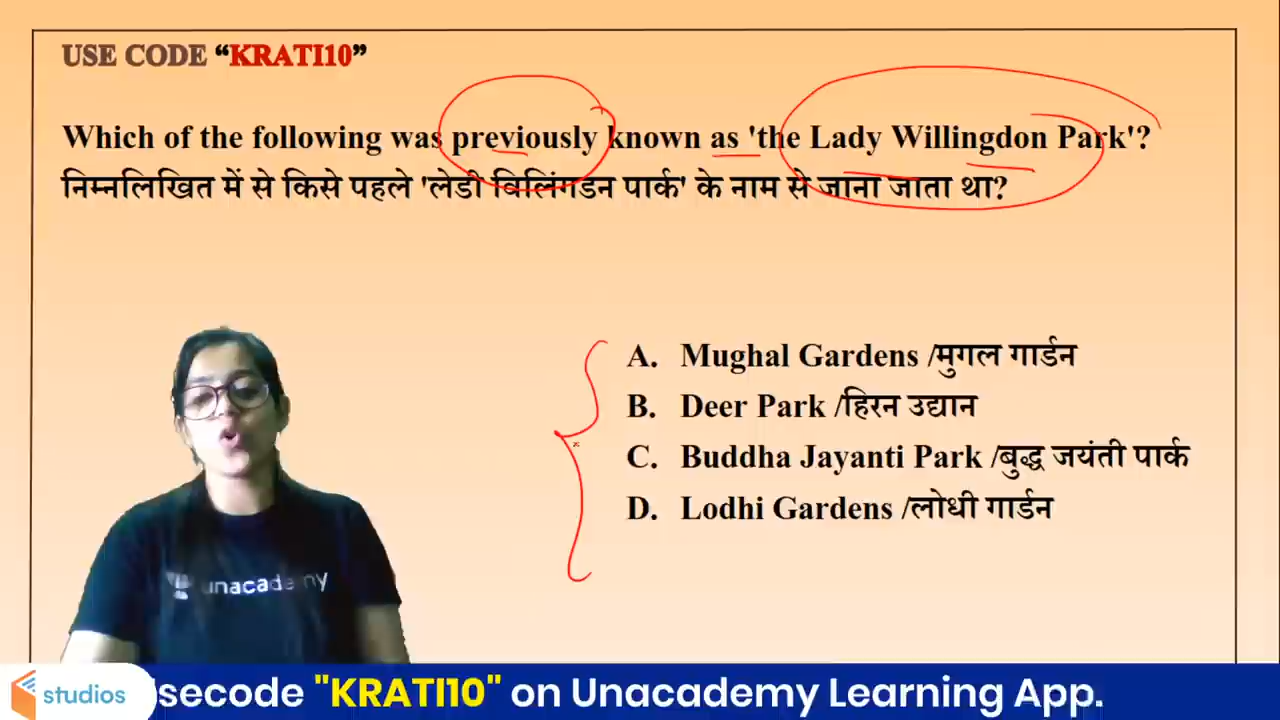 USE CODE “KRATI10”
Which of the following was previously known as 'the Lady Willingdon Park'?
निम्नलिखित में से किसे पहले 'लेडी विलिंगडन पार्क' के नाम से जाना जाता था?
A. Mughal Gardens /मुगल गार्डन
B. Deer Park /हिरन उद्यान
C. Buddha Jayanti Park /बुद्ध जयंती पार्क
D. Lodhi Gardens /लोधी गार्डन
unacademy
studios
secode "KRATI10" on Unacademy Learning App.